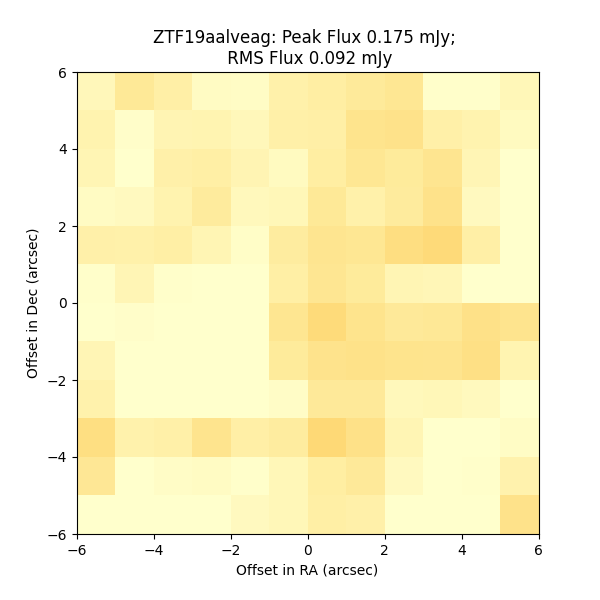 ZTF19aalveag: Peak Flux 0.175 mJy;
RMS Flux 0.092 mJy
6
4
2
0
−2
−4
−6
Offset in Dec (arcsec)
−6 −4 −2 0 2 4 6
Offset in RA (arcsec)